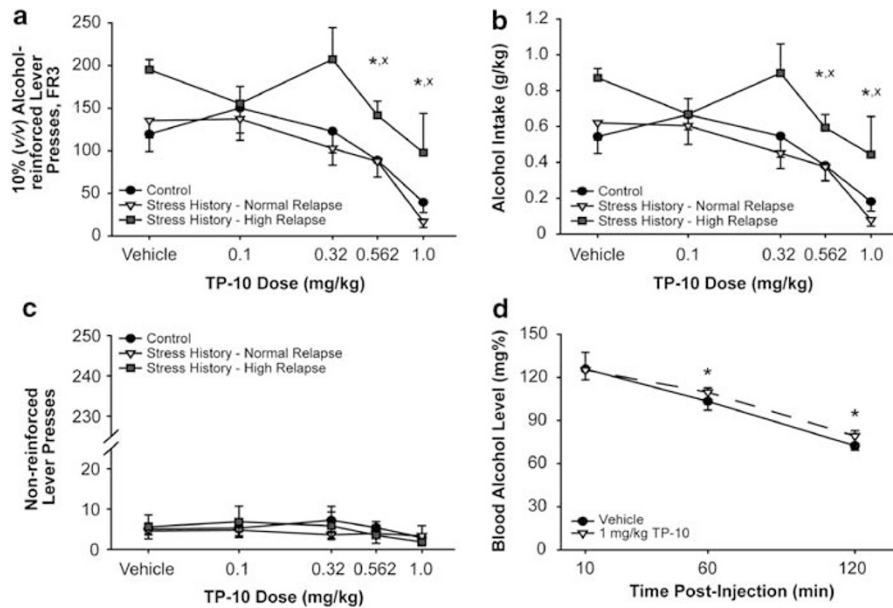 a
10% (v/v) Alcohol-
reinforced Lever
Presses, FR3
250
200
150
100
50
0
*,x
*,x
Control
Stress History - Normal Relapse
Stress History - High Relapse
Vehicle 0.1 0.32 0.562 1.0
TP-10 Dose (mg/kg)
b
Alcohol Intake (g/kg)
1.2
1.0
0.8
0.6
0.4
0.2
0
*,x
*,x
Control
Stress History - Normal Relapse
Stress History - High Relapse
Vehicle 0.1 0.32 0.562 1.0
TP-10 Dose (mg/kg)
c
Non-reinforced
Lever Presses
250
240
230
20
10
0
Control
Stress History - Normal Relapse
Stress History - High Relapse
Vehicle 0.1 0.32 0.562 1.0
TP-10 Dose (mg/kg)
d
Blood Alcohol Level (mg%)
150
120
90
60
30
0
*
*
Vehicle
1 mg/kg TP-10
10 60 120
Time Post-Injection (min)